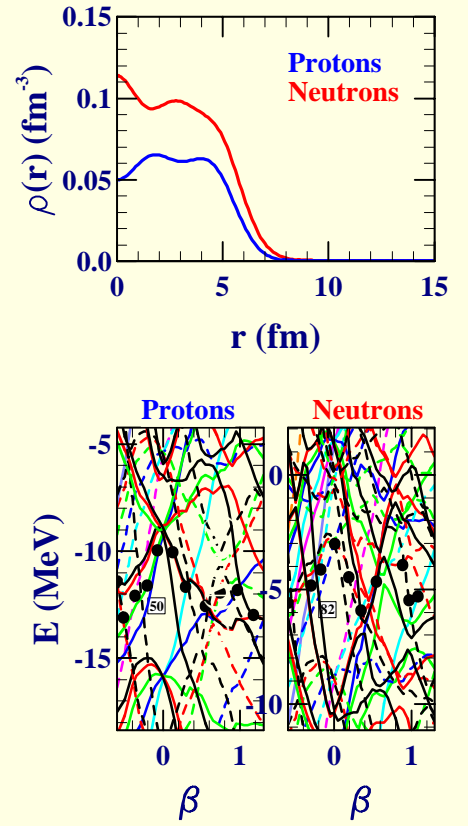 0.15
0.1
0.05
0.0
ρ(r) (fm-3)
Protons
Neutrons
0 5 10 15
r (fm)
Protons Neutrons
-5
-10
-15
E (MeV)
50
0
-5
-10
82
0 1 0 1
β β